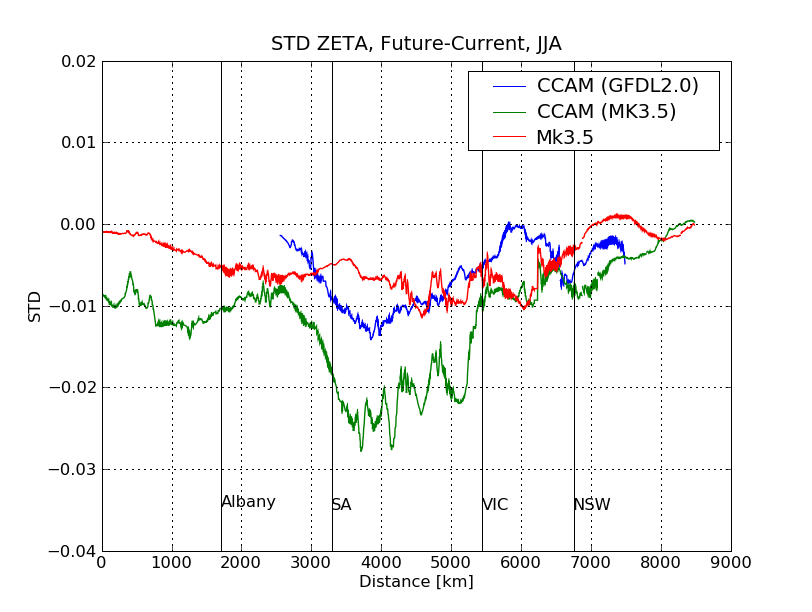 STD ZETA, Future-Current, JJA
CCAM (GFDL2.0)
CCAM (MK3.5)
Mk3.5
0.02
0.01
0.00
−0.01
−0.02
−0.03
−0.04
STD
Albany
SA
VIC
NSW
0 1000 2000 3000 4000 5000 6000 7000 8000 9000
Distance [km]